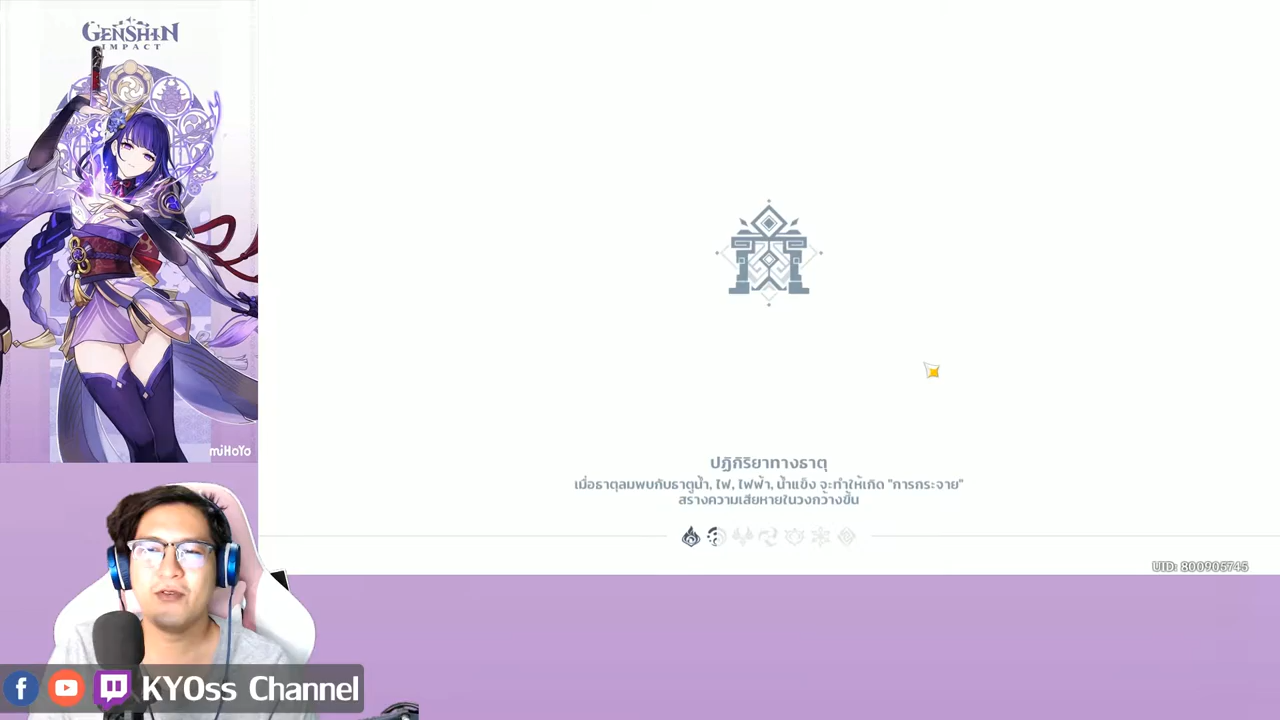 GENSHIN
IMPACT
miHoYo
ปฏิกิริยาทางธาตุ
เมื่อธาตุลมพบกับธาตุน้ำ, ไฟ, ไฟฟ้า, น้ำแข็ง จะทำให้เกิด "การกระจาย"
สร้างความเสียหายในวงกว้างขึ้น
UID: 800905745
KYOss Channel